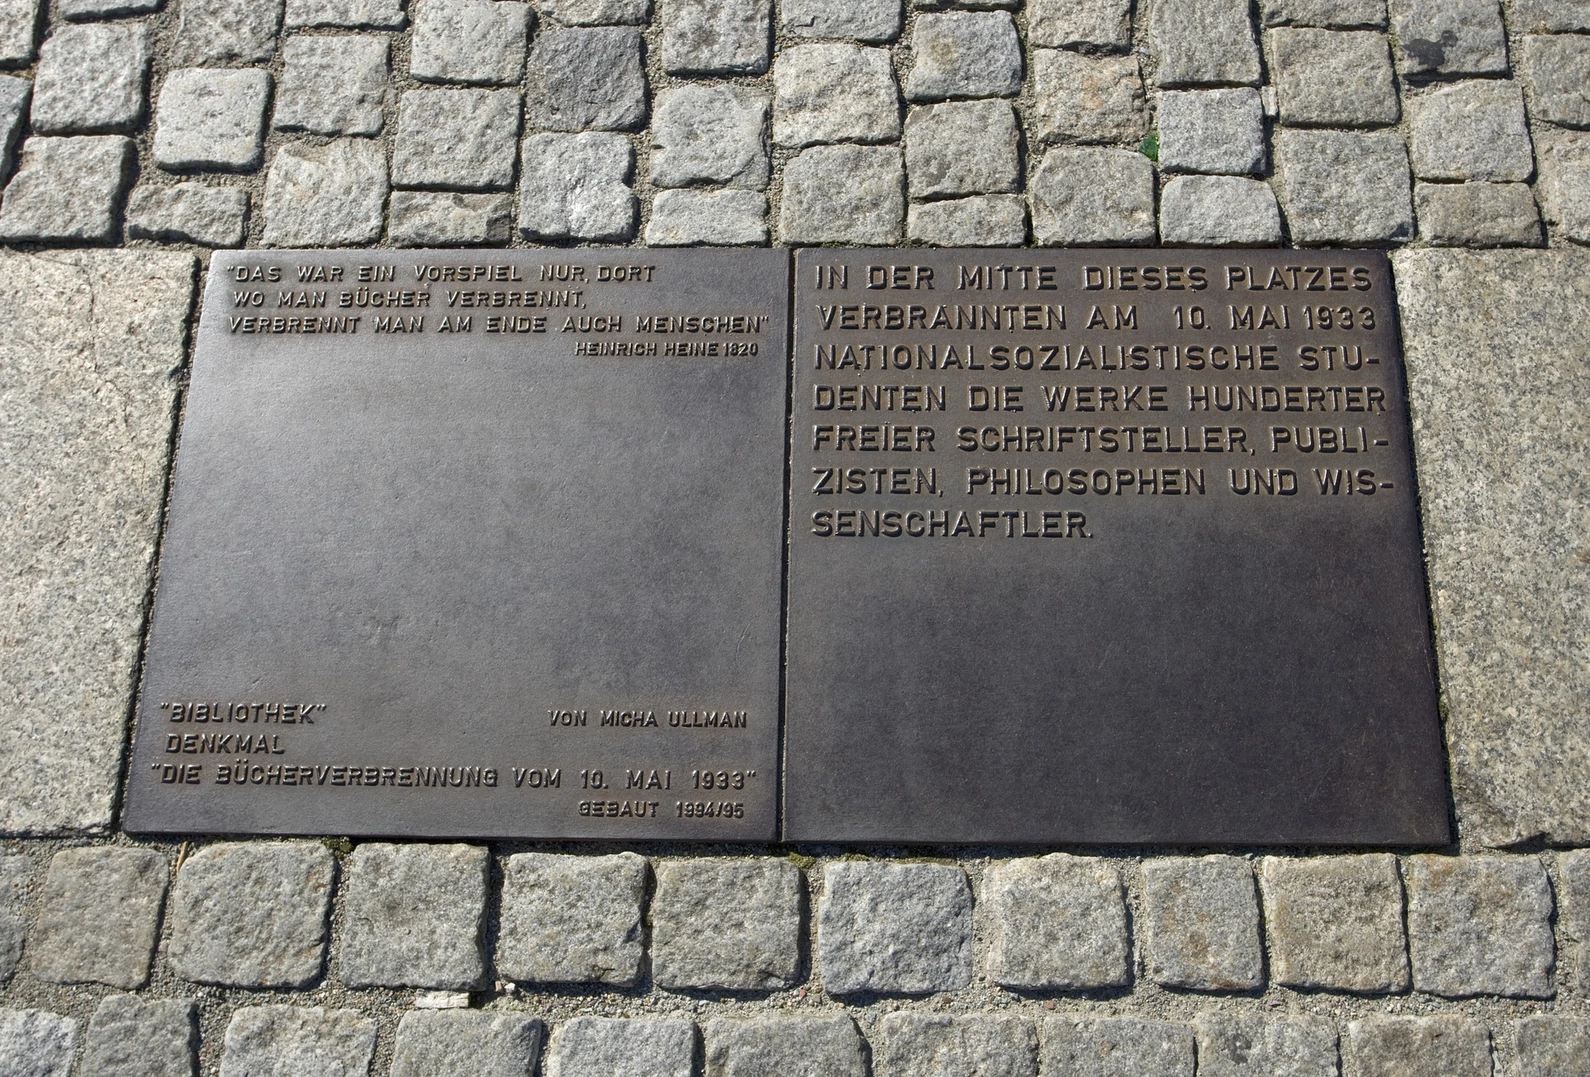 "DAS WAR EIN VORSPIEL NUR, DORT
WO MAN BÜCHER VERBRENNT,
VERBRENNT MAN AM ENDE AUCH MENSCHEN"
HEINRICH HEINE 1820
"BIBLIOTHEK"
VON MICHA ULLMAN
DENKMAL
"DIE BÜCHERVERBRENNUNG VOM 10. MAI 1933"
GEBAUT 1994/95
IN DER MITTE DIESES PLATZES
VERBRANNTEN AM 10. MAI 1933
NATIONALSOZIALISTISCHE STU-
DENTEN DIE WERKE HUNDERTER
FREIER SCHRIFTSTELLER, PUBLI-
ZISTEN, PHILOSOPHEN UND WIS-
SENSCHAFTLER.